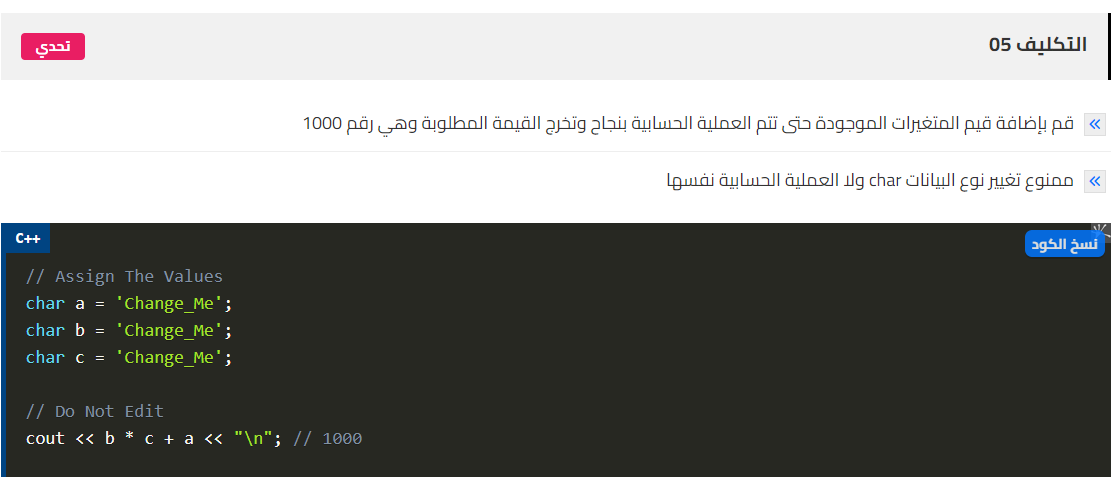 التكليف 05
تحدي
قم بإضافة قيم المتغيرات الموجودة حتى تتم العملية الحسابية بنجاح وتخرج القيمة المطلوبة وهي رقم 1000
ممنوع تغيير نوع البيانات char ولا العملية الحسابية نفسها
C++
نسخ الكود
// Assign The Values
char a = 'Change_Me';
char b = 'Change_Me';
char c = 'Change_Me';
// Do Not Edit
cout << b * c + a << "\n"; // 1000